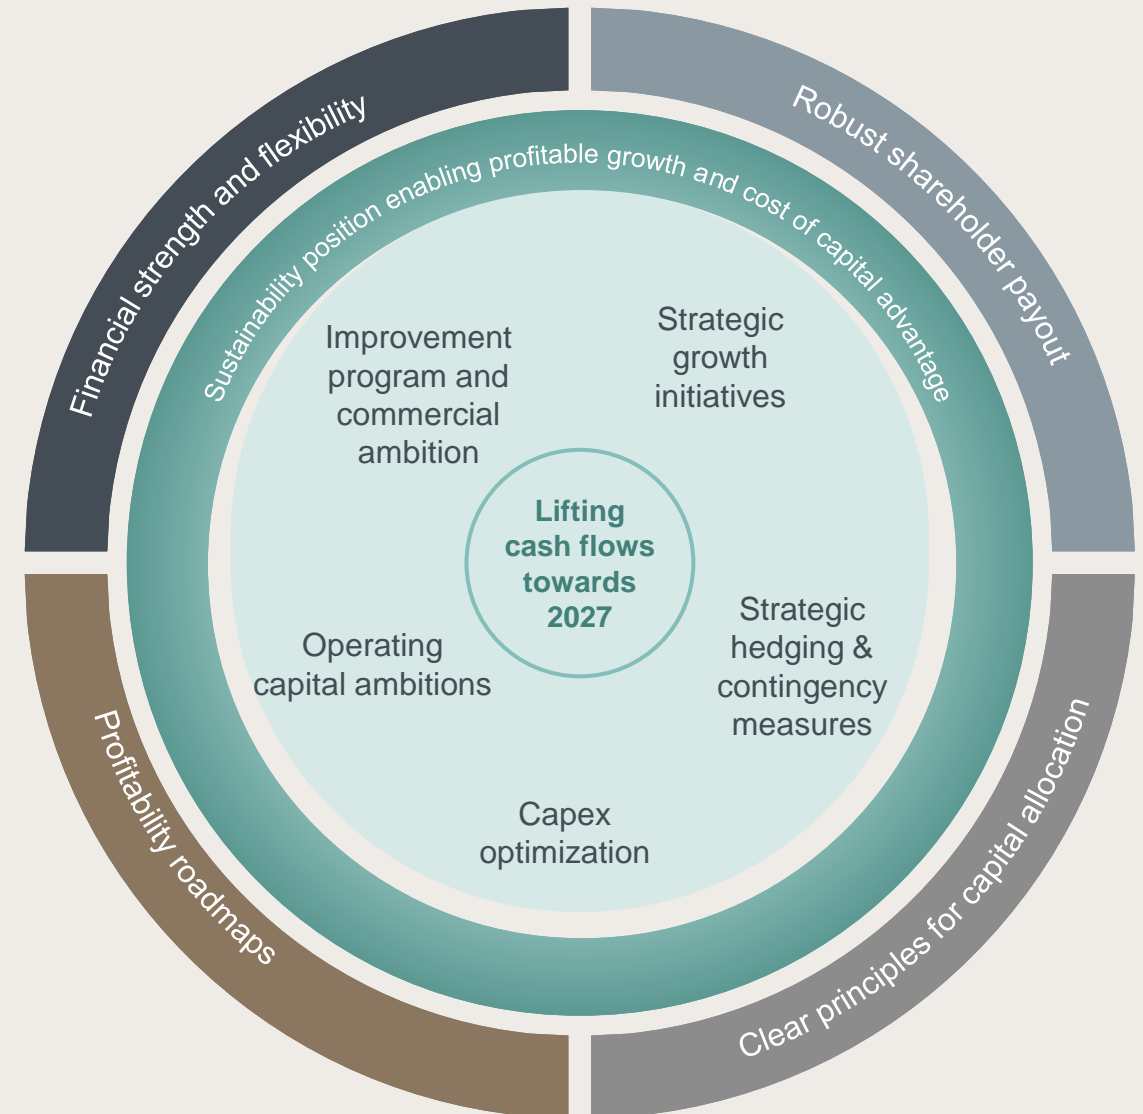 Financial strength and flexibility
Robust shareholder payout
Sustainability position enabling profitable growth and cost of capital advantage
Improvement
program and
commercial
ambition
Strategic
growth
initiatives
Lifting
cash flows
towards
2027
Operating
capital ambitions
Strategic
hedging &
contingency
measures
Capex
optimization
Profitability roadmaps
Clear principles for capital allocation